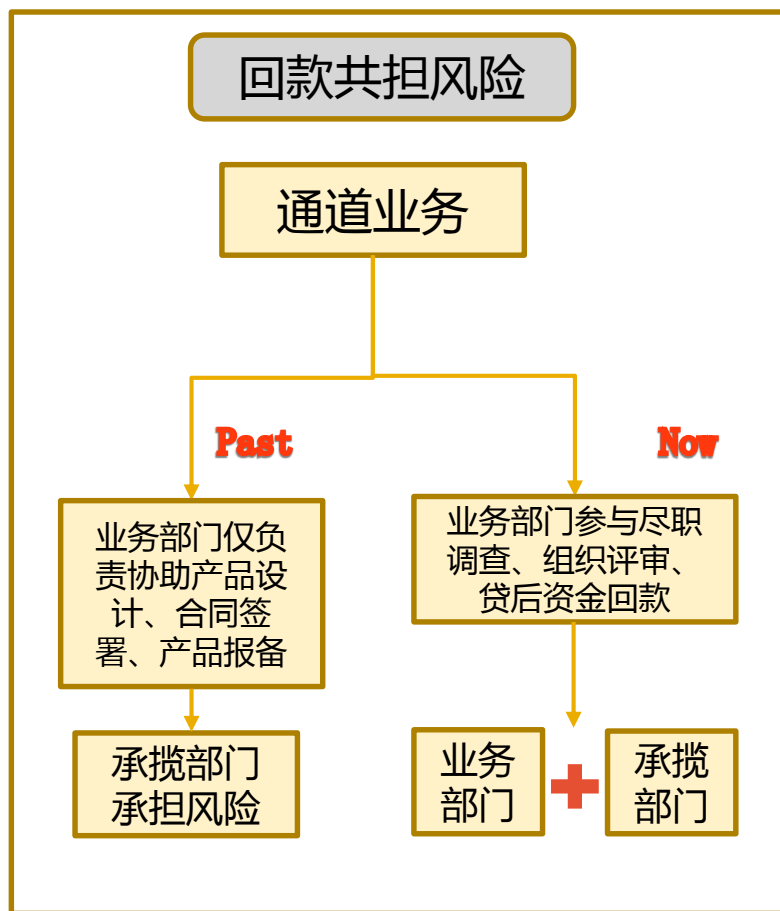 回款共担风险
通道业务
Past
Now
业务部门仅负
责协助产品设
计、合同签
署、产品报备
业务部门参与尽职
调查、组织评审、
贷后资金回款
承揽部门
承担风险
业务
部门
承揽
部门